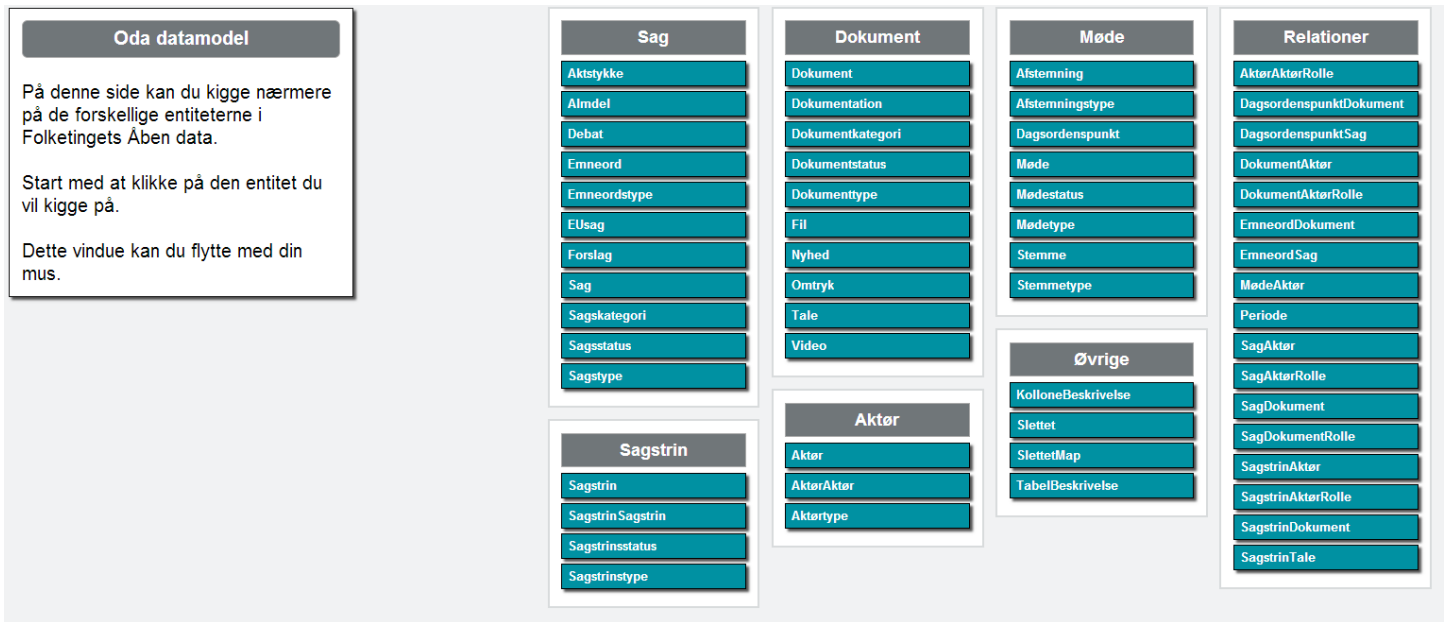 Oda datamodel
På denne side kan du kigge nærmere
på de forskellige entiteterne i
Folketingets Åben data.
Start med at klikke på den entitet du
vil kigge på.
Dette vindue kan du flytte med din
mus.
Sag
Aktstykke
Almdel
Debat
Emneord
Emneordstype
EUsag
Forslag
Sag
Sagskategori
Sagsstatus
Sagstype
Sagstrin
Sagstrin
SagstrinSagstrin
Sagstrinsstatus
Sagstrinstype
Dokument
Dokument
Dokumentation
Dokumentkategori
Dokumentstatus
Dokumenttype
Fil
Nyhed
Omtryk
Tale
Video
Aktør
Aktør
AktørAktør
Aktørtype
Møde
Afstemning
Afstemningstype
Dagsordenspunkt
Møde
Mødestatus
Mødetype
Stemme
Stemmetype
Øvrige
KolloneBeskrivelse
Slettet
SlettetMap
TabelBeskrivelse
Relationer
AktørAktørRolle
DagsordenspunktDokument
DagsordenspunktSag
DokumentAktør
DokumentAktørRolle
EmneordDokument
EmneordSag
MødeAktør
Periode
SagAktør
SagAktørRolle
SagDokument
SagDokumentRolle
SagstrinAktør
SagstrinAktørRolle
SagstrinDokument
SagstrinTale